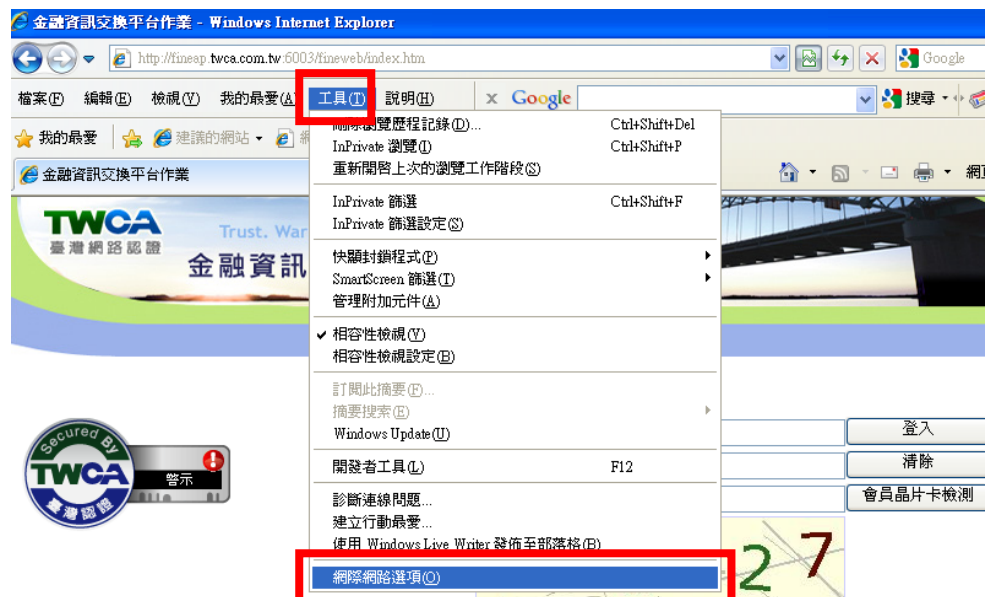 金融資訊交換平台作業 - Windows Internet Explorer
http://fineap.twca.com.tw:6003/fineweb/index.htm
Google
檔案(F) 編輯(E) 檢視(V) 我的最愛(A) 工具(T) 說明(H) x Google 搜尋
我的最愛 建議的網站
刪除瀏覽歷程記錄(D)... Ctrl+Shift+Del
InPrivate 瀏覽(I) Ctrl+Shift+P
重新開啟上次的瀏覽工作階段(S)
金融資訊交換平台作業
InPrivate 篩選 Ctrl+Shift+F
InPrivate 篩選設定(S)
TWCA
臺灣網路認證
Trust. War
金融資訊
快顯封鎖程式(P)
SmartScreen 篩選(T)
管理附加元件(A)
相容性檢視(V)
相容性檢視設定(B)
訂閱此摘要(F)...
摘要搜索(E)
Windows Update(U)
開發者工具(L) F12
診斷連線問題...
建立行動最愛...
使用 Windows Live Writer 發佈至部落格(B)
網際網路選項(O)
Secured By
TWCA
臺灣認證
警示
登入
清除
會員晶片卡檢測
2 7